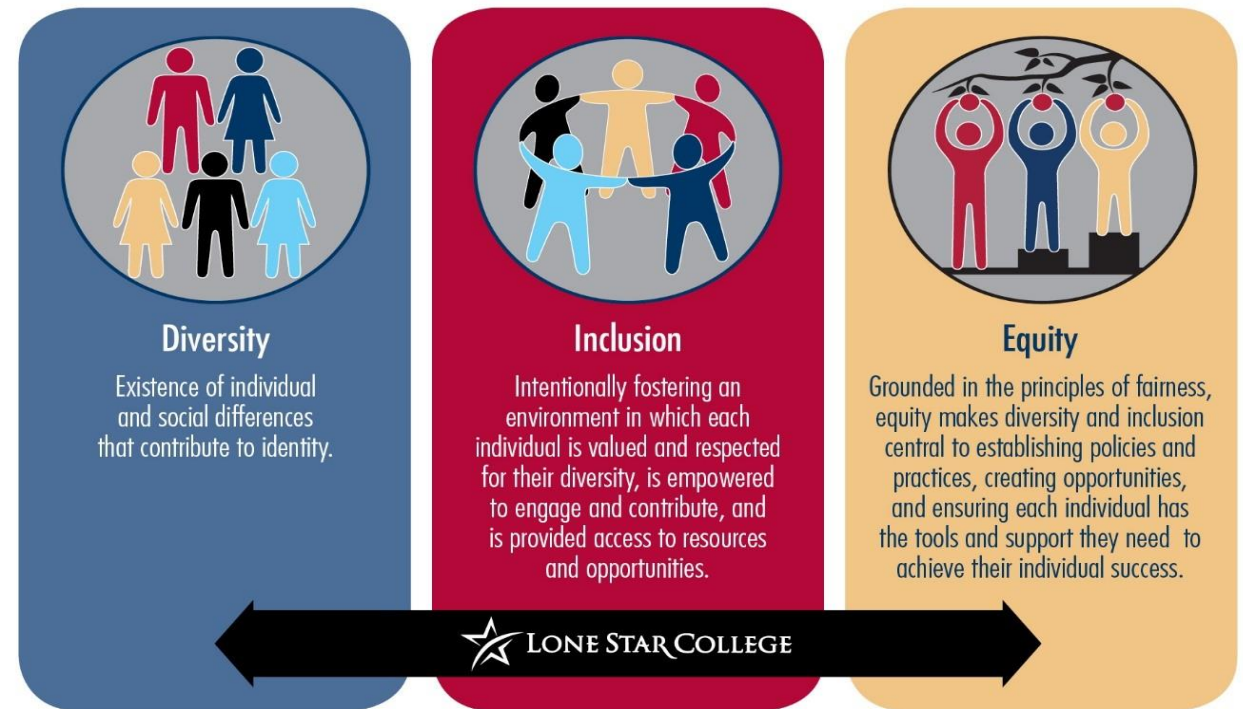 Diversity
Existence of individual
and social differences
that contribute to identity.
Inclusion
Intentionally fostering an
environment in which each
individual is valued and respected
for their diversity, is empowered
to engage and contribute, and
is provided access to resources
and opportunities.
Equity
Grounded in the principles of fairness,
equity makes diversity and inclusion
central to establishing policies and
practices, creating opportunities,
and ensuring each individual has
the tools and support they need to
achieve their individual success.
LONE STAR COLLEGE